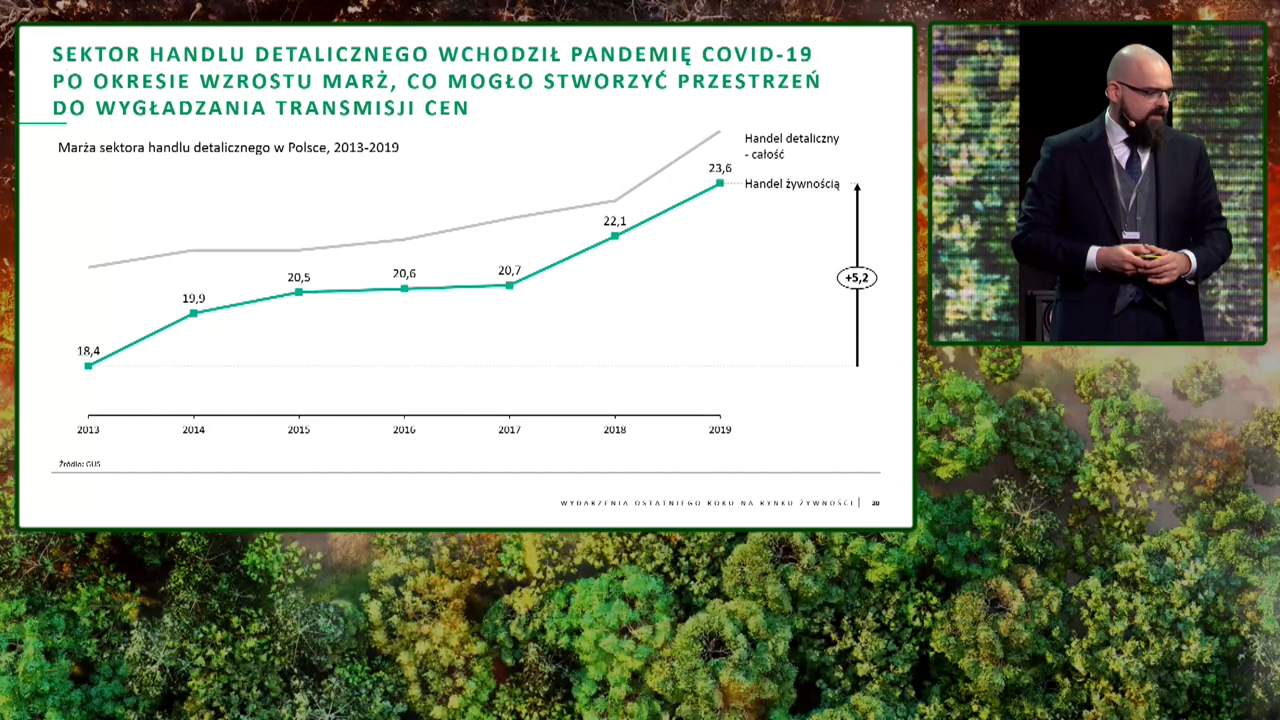 SEKTOR HANDLU DETALICZNEGO WCHODZIŁ PANDEMIĘ COVID-19
PO OKRESIE WZROSTU MARŻ, CO MOGŁO STWORZYĆ PRZESTRZEŃ
DO WYGŁADZANIA TRANSMISJI CEN
Marża sektora handlu detalicznego w Polsce, 2013-2019
Handel detaliczny
- całość
Handel żywnością
18,4
19,9
20,5
20,6
20,7
22,1
23,6
+5,2
2013
2014
2015
2016
2017
2018
2019
Źródło: GUS
WYDARZENIA OSTATNIEGO ROKU NA RYNKU ŻYWNOŚCI | 20